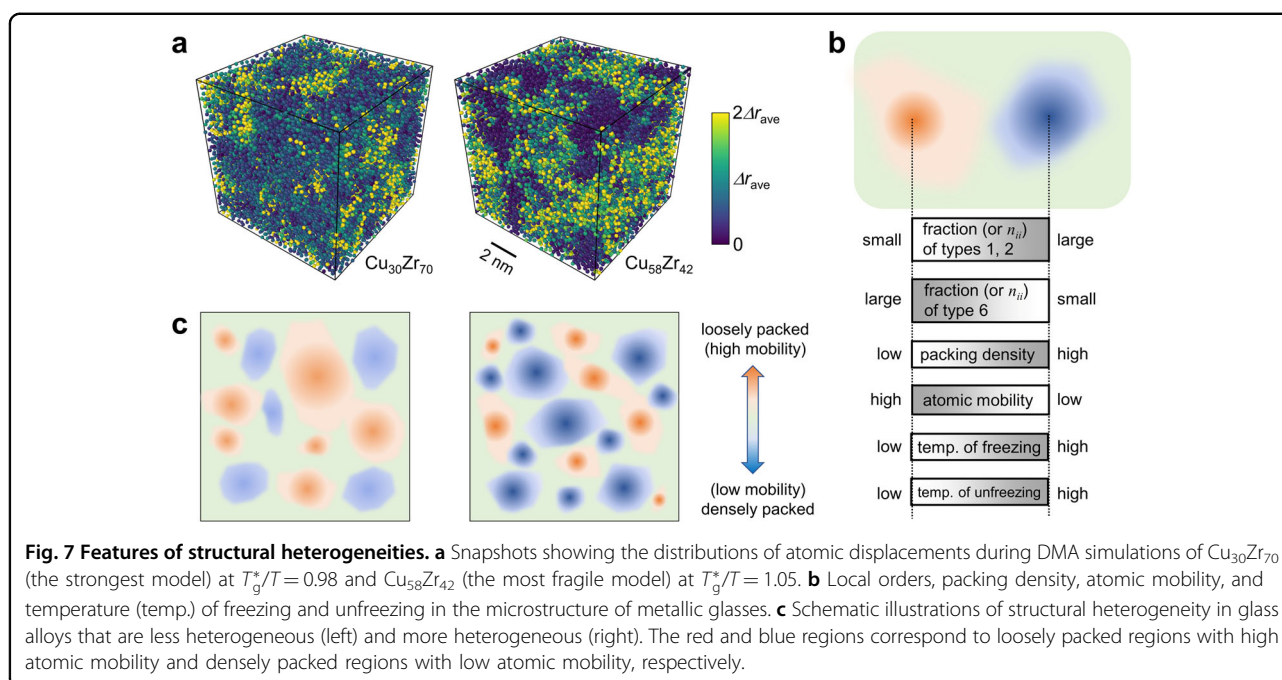 a
b
2Δr_ave
Δr_ave
0
2 nm
Cu₃₀Zr₇₀
Cu₅₈Zr₄₂
small
fraction (or n_ii)
of types 1, 2
large
large
fraction (or n_ii)
of type 6
small
low
packing density
high
high
atomic mobility
low
low
temp. of freezing
high
low
temp. of unfreezing
high
c
loosely packed
(high mobility)
(low mobility)
densely packed
Fig. 7 Features of structural heterogeneities. a Snapshots showing the distributions of atomic displacements during DMA simulations of Cu₃₀Zr₇₀
(the strongest model) at T*g/T = 0.98 and Cu₅₈Zr₄₂ (the most fragile model) at T*g/T = 1.05. b Local orders, packing density, atomic mobility, and
temperature (temp.) of freezing and unfreezing in the microstructure of metallic glasses. c Schematic illustrations of structural heterogeneity in glass
alloys that are less heterogeneous (left) and more heterogeneous (right). The red and blue regions correspond to loosely packed regions with high
atomic mobility and densely packed regions with low atomic mobility, respectively.